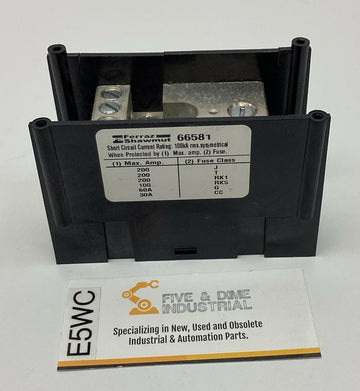 Ferraz
Shawmut 66581
Short Circuit Current Rating: 100kA rms symmetrical
When Protected by (1) Max. amp. (2) Fuse.
(1) Max. Amp. (2) Fuse Class
200 J
200 T
200 RK1
100 RK5
60A G
30A CC
E5WC
FIVE & DIME
INDUSTRIAL
Specializing in New, Used and Obsolete
Industrial & Automation Parts.